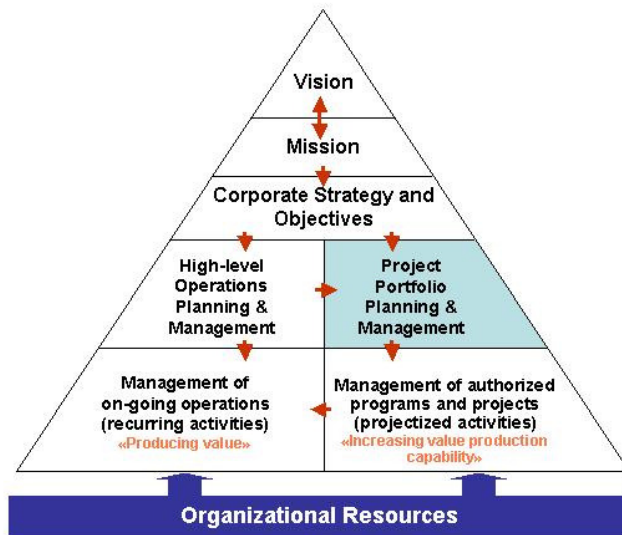 Vision
Mission
Corporate Strategy and
Objectives
High-level
Operations
Planning &
Management
Project
Portfolio
Planning &
Management
Management of
on-going operations
(recurring activities)
«Producing value»
Management of authorized
programs and projects
(projectized activities)
«Increasing value production
capability»
Organizational Resources